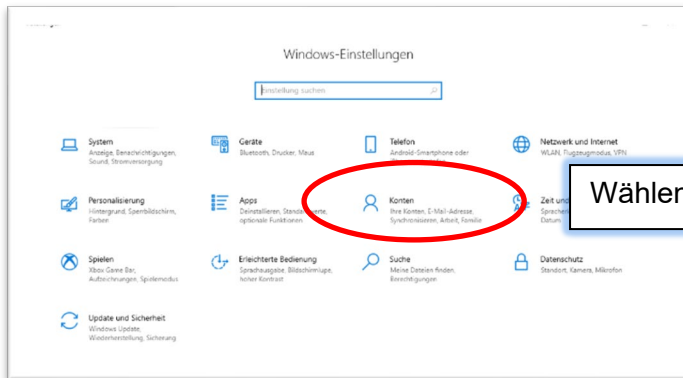 Windows-Einstellungen
Einstellung suchen
System
Anzeige, Benachrichtigungen,
Sound, Stromversorgung
Geräte
Bluetooth, Drucker, Maus
Telefon
Android-Smartphone oder
Netzwerk und Internet
WLAN, Flugzeugmodus, VPN
Personalisierung
Hintergrund, Sperrbildschirm,
Farben
Apps
Deinstallieren, Standardwerte,
optionale Funktionen
Konten
Ihre Konten, E-Mail-Adresse,
Synchronisieren, Arbeit, Familie
Zeit und
Datum
Wählen
Spielen
Xbox Game Bar,
Aufzeichnungen, Spielemodus
Erleichterte Bedienung
Sprachausgabe, Bildschirmlupe,
hoher Kontrast
Suche
Meine Dateien finden,
Berechtigungen
Datenschutz
Standort, Kamera, Mikrofon
Update und Sicherheit
Windows Update,
Wiederherstellung, Sicherung